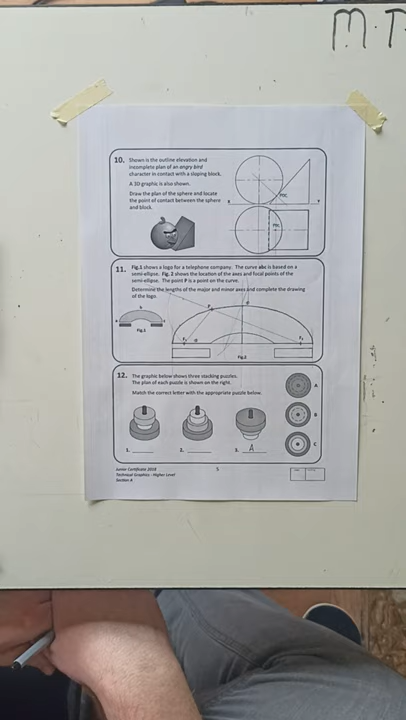 M.T
10. Shown is the outline elevation and
incomplete plan of an angry bird
character in contact with a sloping block.
A 3D graphic is also shown.
Draw the plan of the sphere and locate
the point of contact between the sphere
and block.
X Y
POC
POC
11. Fig.1 shows a logo for a telephone company. The curve abc is based on a
semi-ellipse. Fig. 2 shows the location of the axes and focal points of the
semi-ellipse. The point P is a point on the curve.
Determine the lengths of the major and minor axes and complete the drawing
of the logo.
Fig.1
Fig.2
12. The graphic below shows three stacking puzzles.
The plan of each puzzle is shown on the right.
Match the correct letter with the appropriate puzzle below.
A
B
C
1. ____ 2. ____ 3. A
Junior Certificate 2018
Technical Graphics - Higher Level
Section A
5